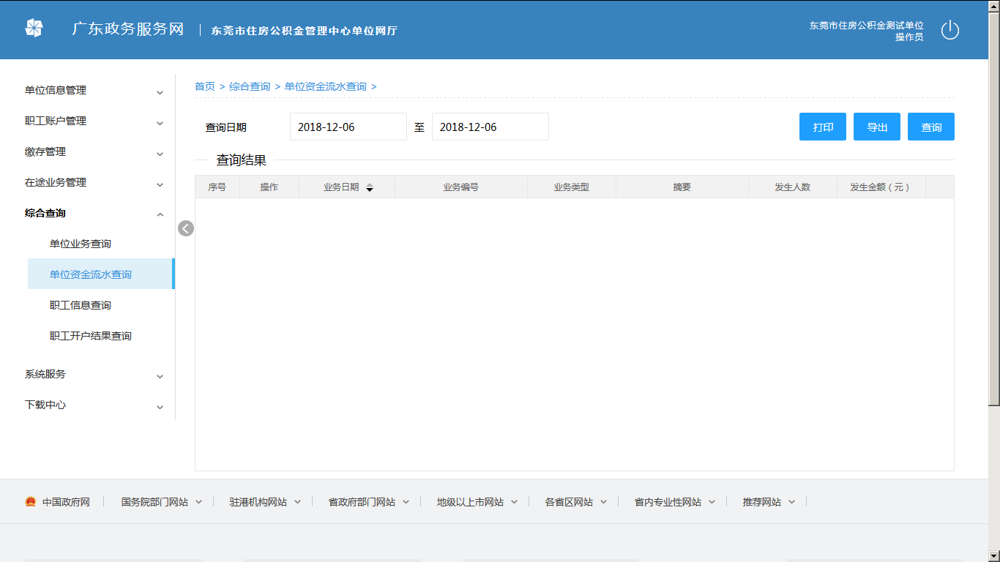 广东政务服务网 | 东莞市住房公积金管理中心单位网厅
东莞市住房公积金测试单位
操作员
单位信息管理
职工账户管理
缴存管理
在途业务管理
综合查询
单位业务查询
单位资金流水查询
职工信息查询
职工开户结果查询
系统服务
下载中心
首页 > 综合查询 > 单位资金流水查询 >
查询日期 2018-12-06 至 2018-12-06 打印 导出 查询
查询结果
序号 操作 业务日期 业务编号 业务类型 摘要 发生人数 发生金额（元）
中国政府网 国务院部门网站 驻港机构网站 省政府部门网站 地级以上市网站 各省区网站 省内专业性网站 推荐网站